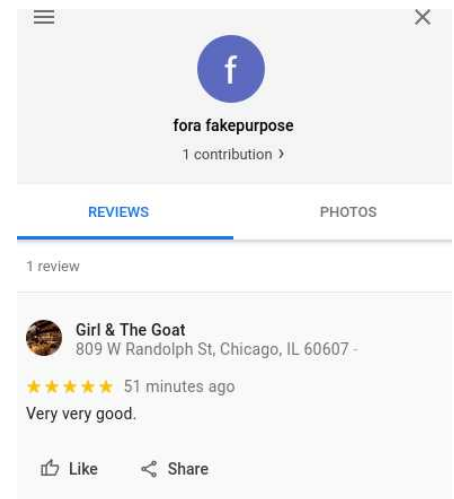 f
fora fakepurpose
1 contribution >
REVIEWS PHOTOS
1 review
Girl & The Goat
809 W Randolph St, Chicago, IL 60607 -
★★★★★ 51 minutes ago
Very very good.
Like Share